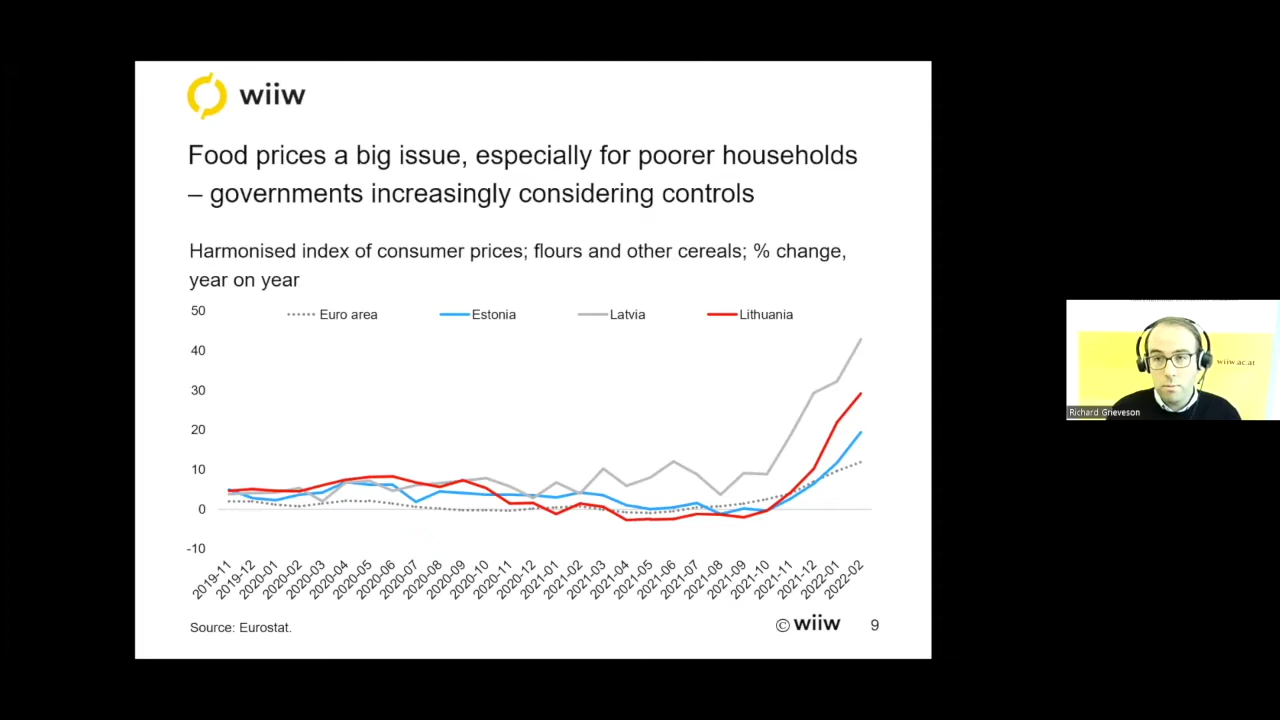 wiiw
Food prices a big issue, especially for poorer households
– governments increasingly considering controls
Harmonised index of consumer prices; flours and other cereals; % change,
year on year
Euro area Estonia Latvia Lithuania
50
40
30
20
10
0
-10
2019-11 2019-12 2020-01 2020-02 2020-03 2020-04 2020-05 2020-06 2020-07 2020-08 2020-09 2020-10 2020-11 2020-12 2021-01 2021-02 2021-03 2021-04 2021-05 2021-06 2021-07 2021-08 2021-09 2021-10 2021-11 2021-12 2022-01 2022-02
Source: Eurostat.
© wiiw 9
wiiw.ac.at
Richard Grieveson